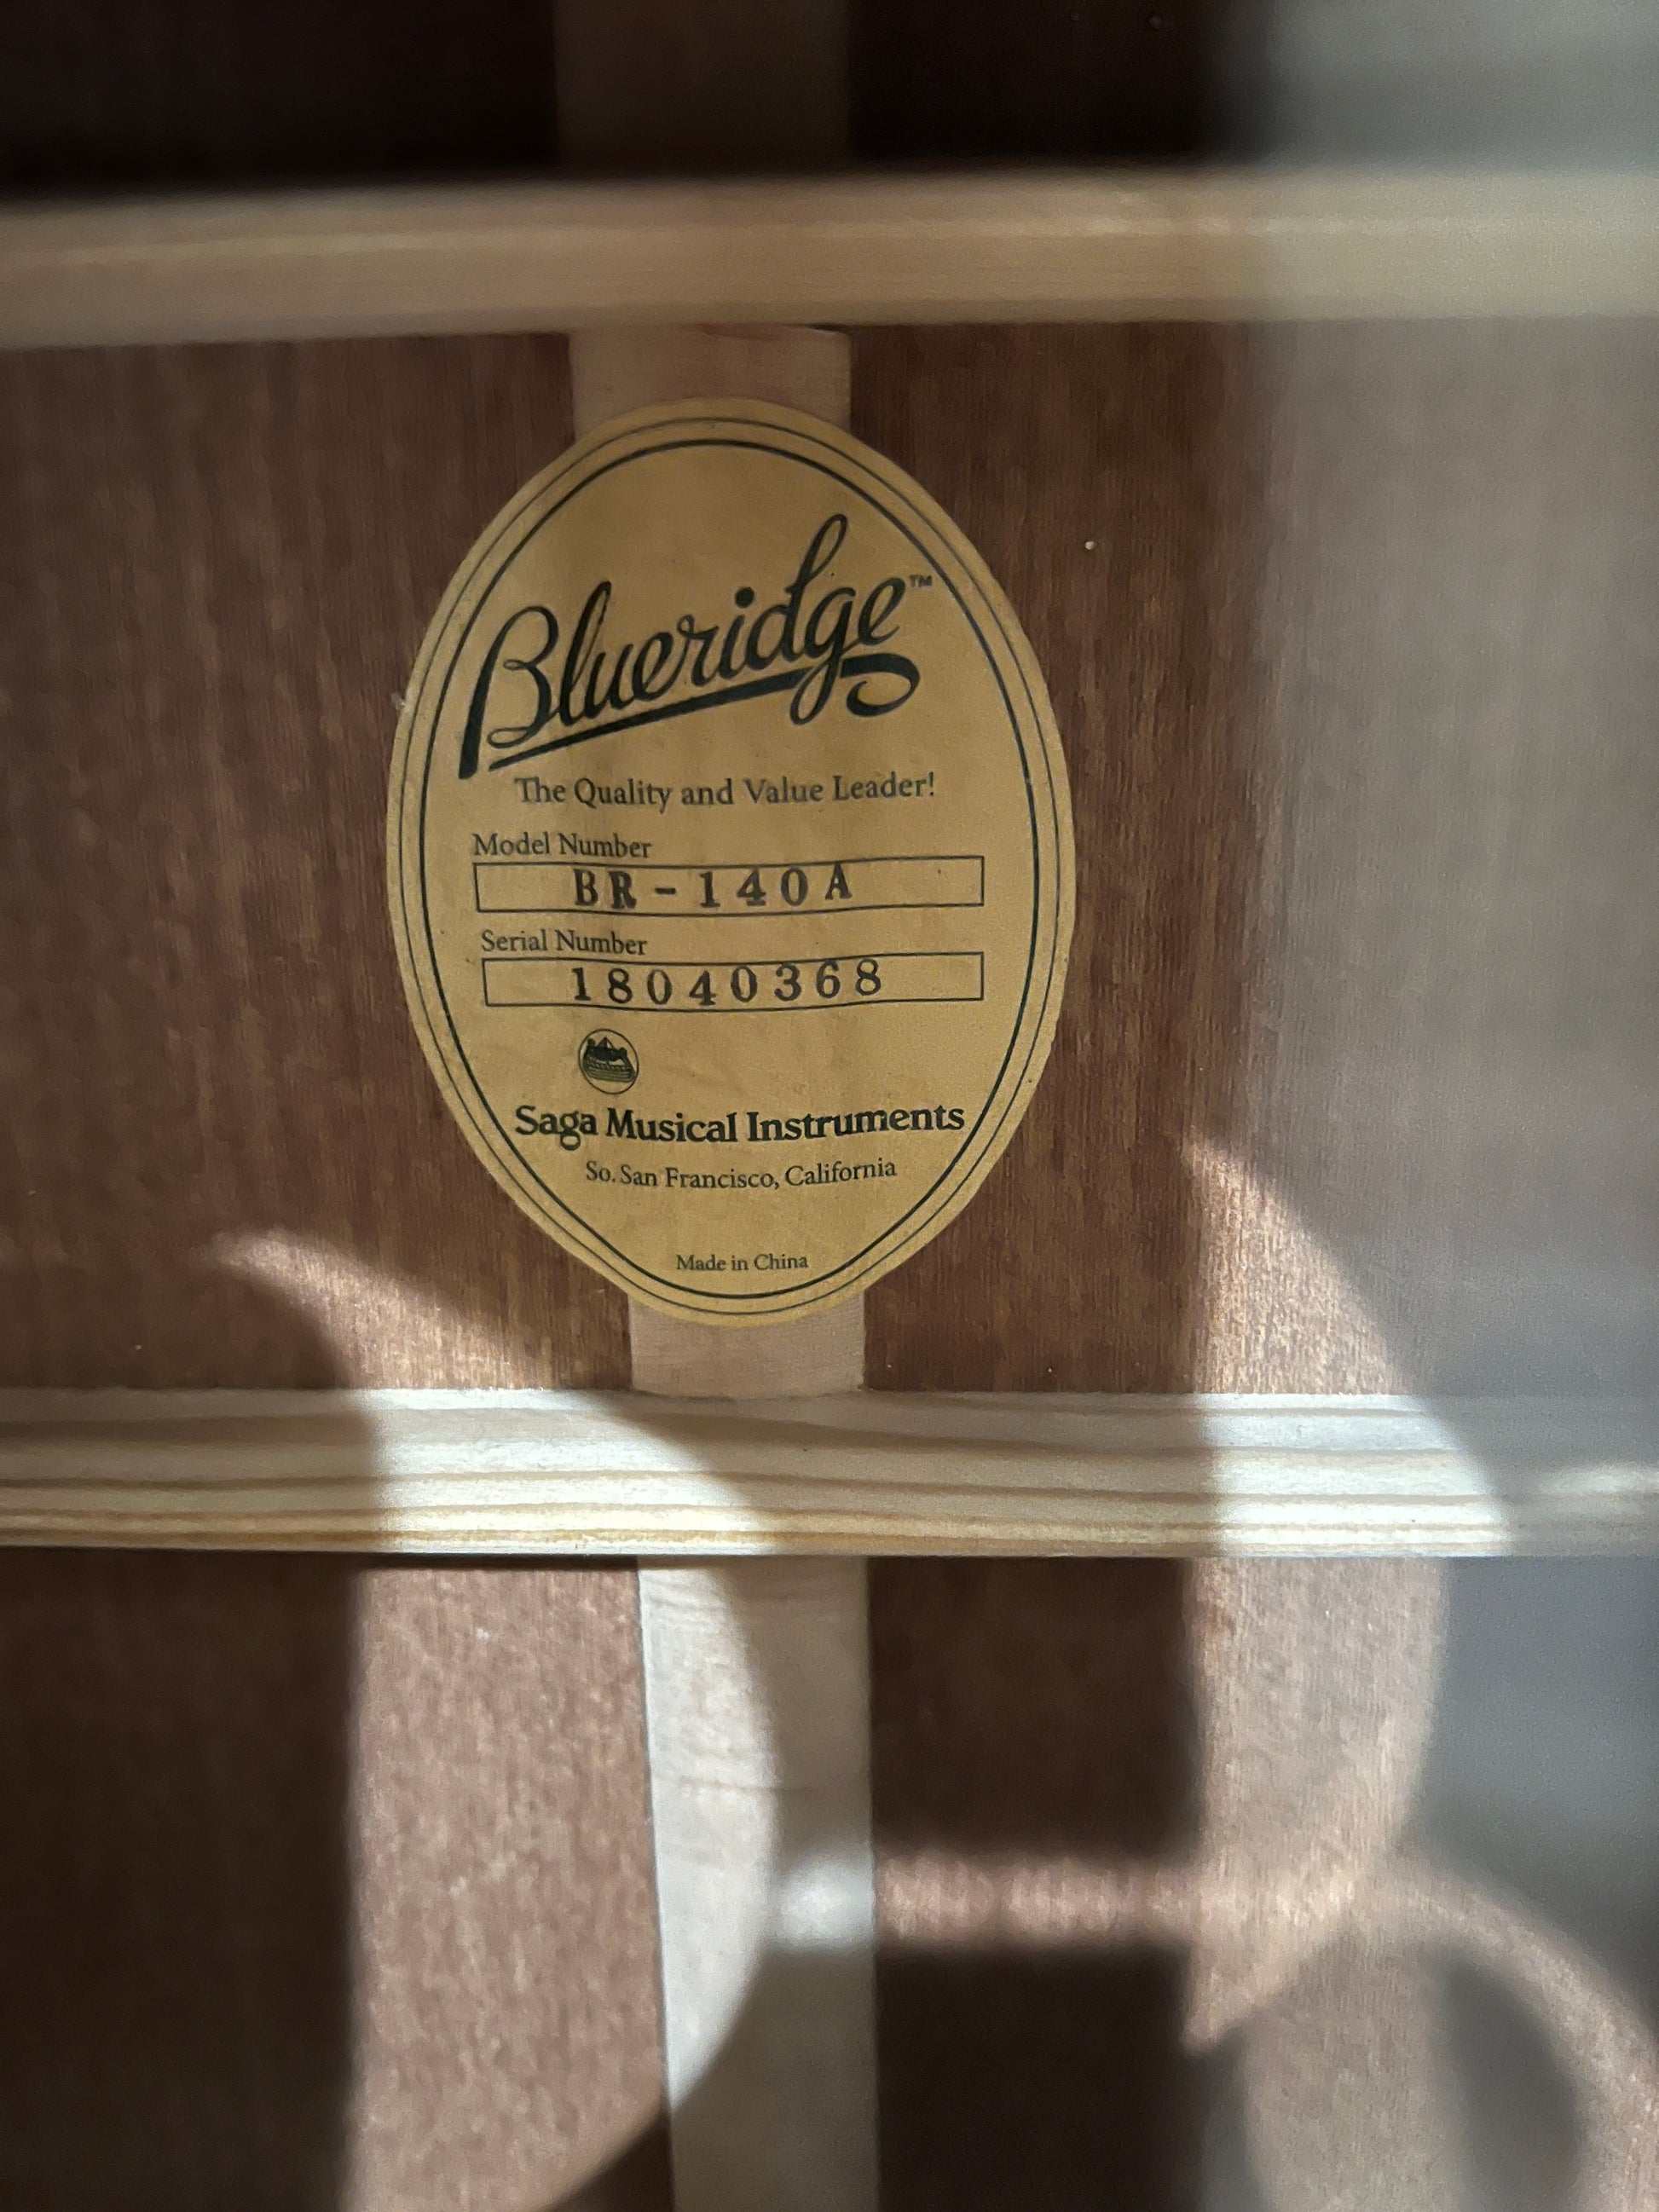 Blueridge™
The Quality and Value Leader!
Model Number
BR-140A
Serial Number
18040368
Saga Musical Instruments
So. San Francisco, California
Made in China